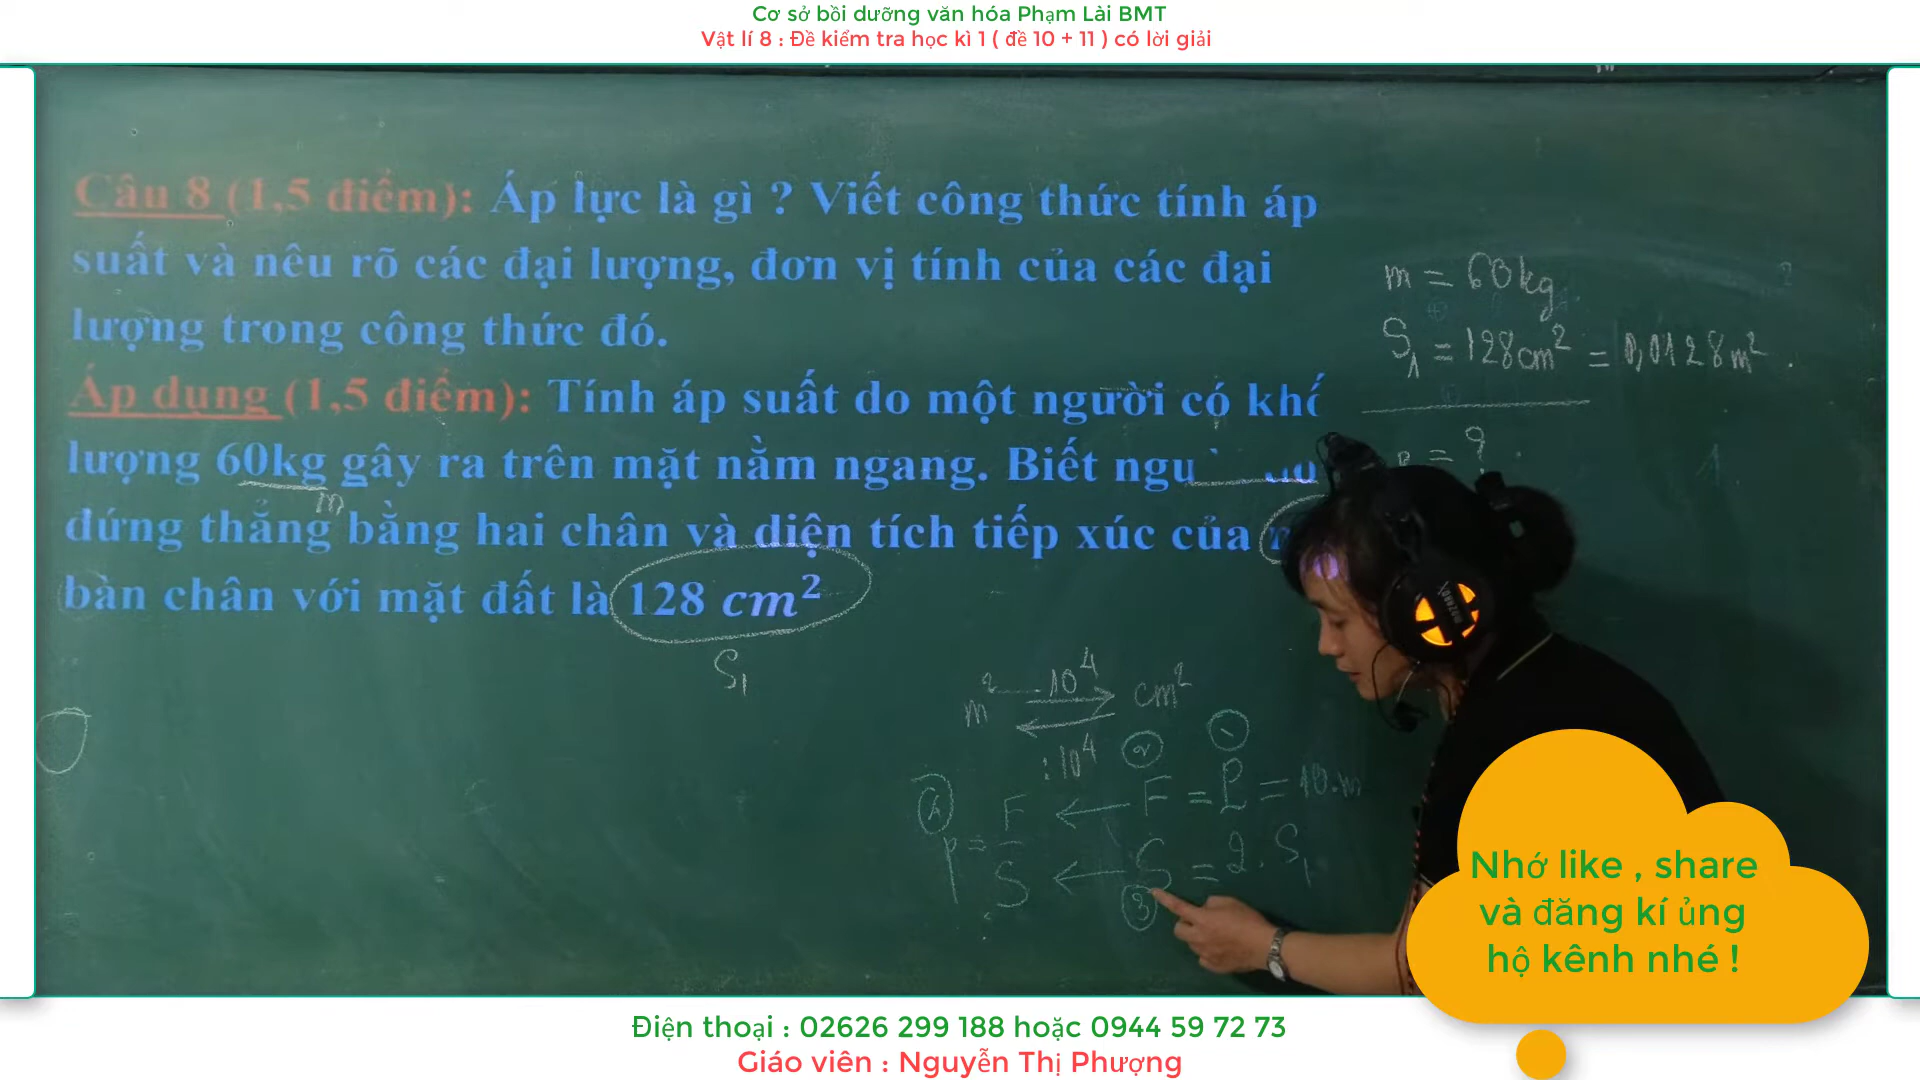 Cơ sở bồi dưỡng văn hóa Phạm Lài BMT
Vật lí 8 : Đề kiểm tra học kì 1 ( đề 10 + 11 ) có lời giải
Câu 8 (1,5 điểm): Áp lực là gì ? Viết công thức tính áp
suất và nêu rõ các đại lượng, đơn vị tính của các đại
lượng trong công thức đó.
Áp dụng (1,5 điểm): Tính áp suất do một người có
lượng 60kg gây ra trên mặt nằm ngang. Biết
m
đứng thẳng bằng hai chân và diện tích tiếp xúc của
bàn chân với mặt đất là 128 cm²
S₁
m = 60kg
S₁ = 128cm² = 0,0128m²
= ?
m² .10⁴ cm²
:10⁴
② ①
④ F ← F = P = 10.m
p =
S ← S = 2.S₁
③
Nhớ like , share
và đăng kí ủng
hộ kênh nhé !
Điện thoại : 02626 299 188 hoặc 0944 59 72 73
Giáo viên : Nguyễn Thị Phượng